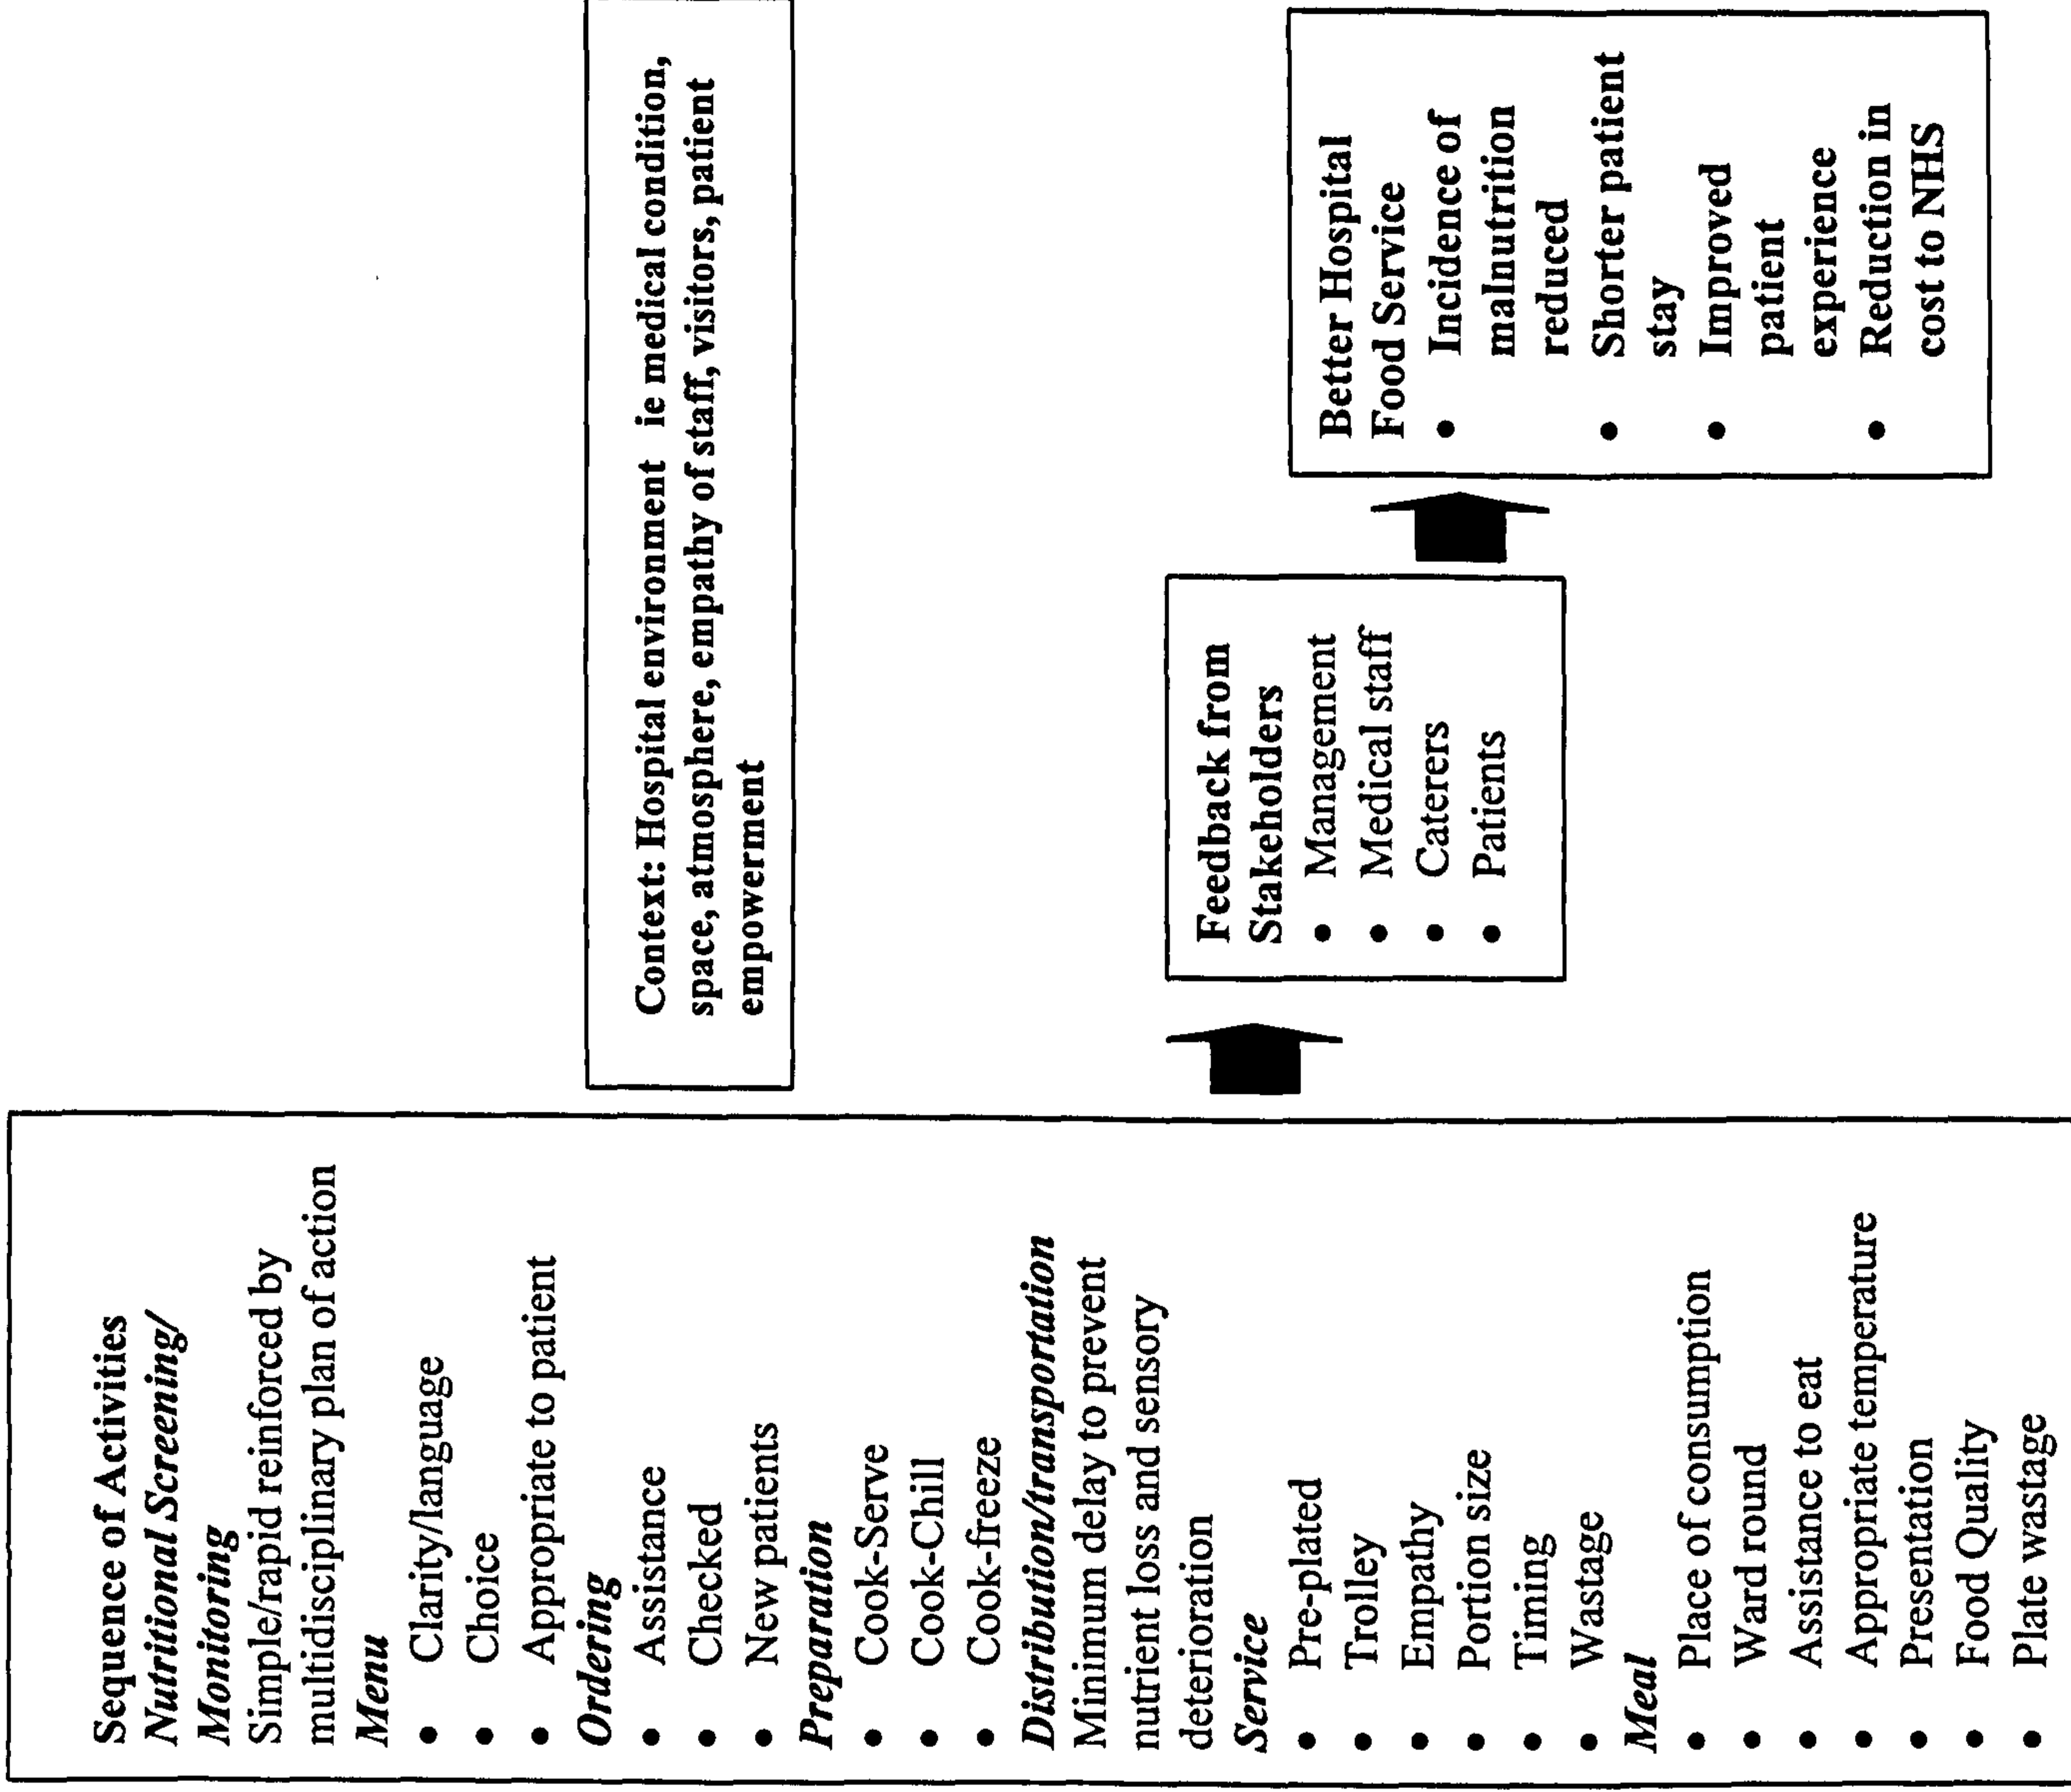 Sequence of Activities
Nutritional Screening/
Monitoring
Simple/rapid reinforced by
multidisciplinary plan of action
Menu
• Clarity/language
• Choice
• Appropriate to patient
Ordering
• Assistance
• Checked
• New patients
Preparation
• Cook-Serve
• Cook-Chill
• Cook-freeze
Distribution/transportation
Minimum delay to prevent
nutrient loss and sensory
deterioration
Service
• Pre-plated
• Trolley
• Empathy
• Portion size
• Timing
• Wastage
Meal
• Place of consumption
• Ward round
• Assistance to eat
• Appropriate temperature
• Presentation
• Food Quality
• Plate wastage
Context: Hospital environment ie medical condition,
space, atmosphere, empathy of staff, visitors, patient
empowerment
Feedback from
Stakeholders
• Management
• Medical staff
• Caterers
• Patients
Better Hospital
Food Service
• Incidence of
malnutrition
reduced
• Shorter patient
stay
• Improved
patient
experience
• Reduction in
cost to NHS